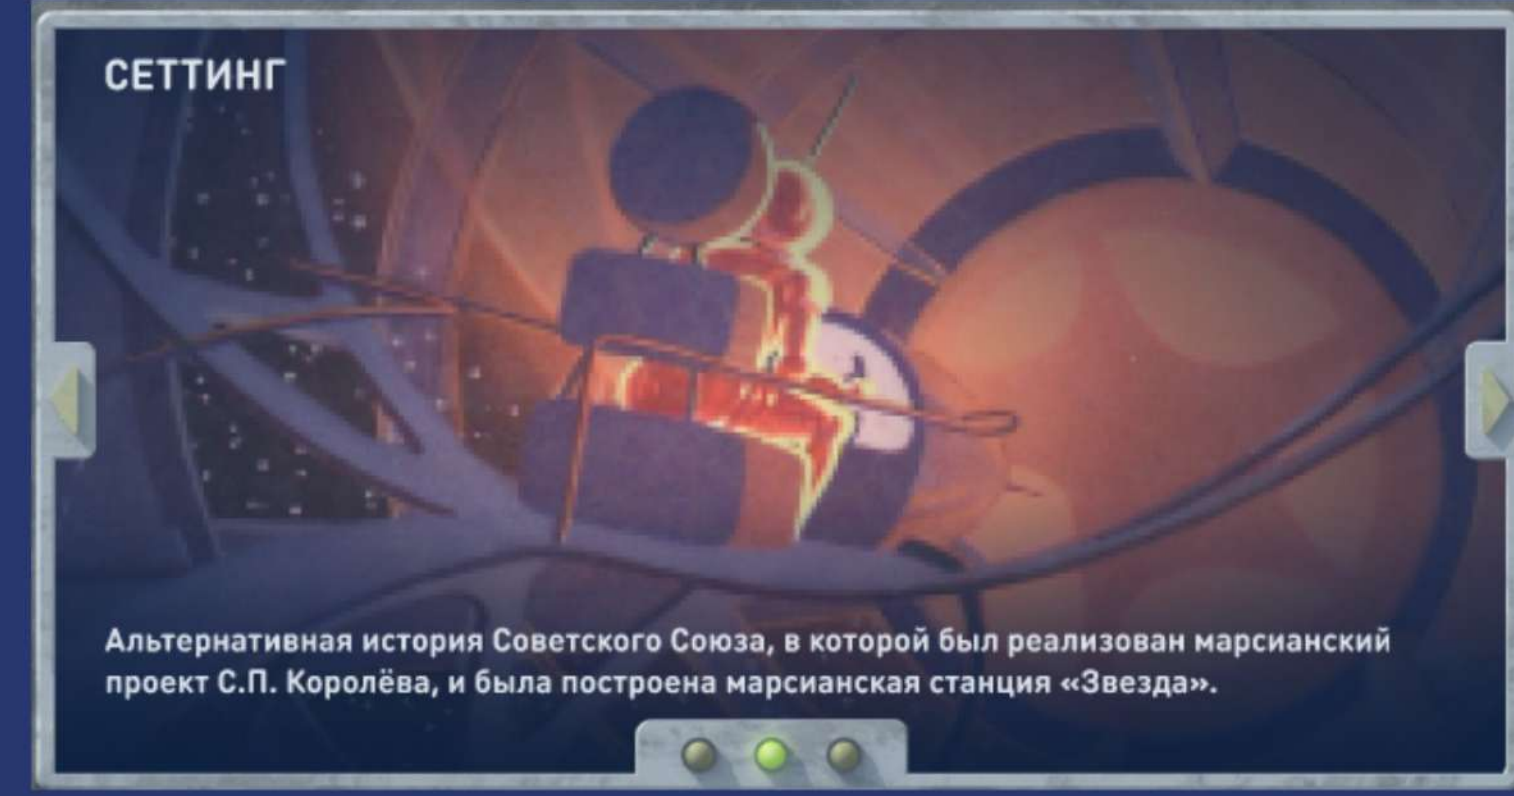 СЕТТИНГ
Альтернативная история Советского Союза, в которой был реализован марсианский
проект С.П. Королёва, и была построена марсианская станция «Звезда».